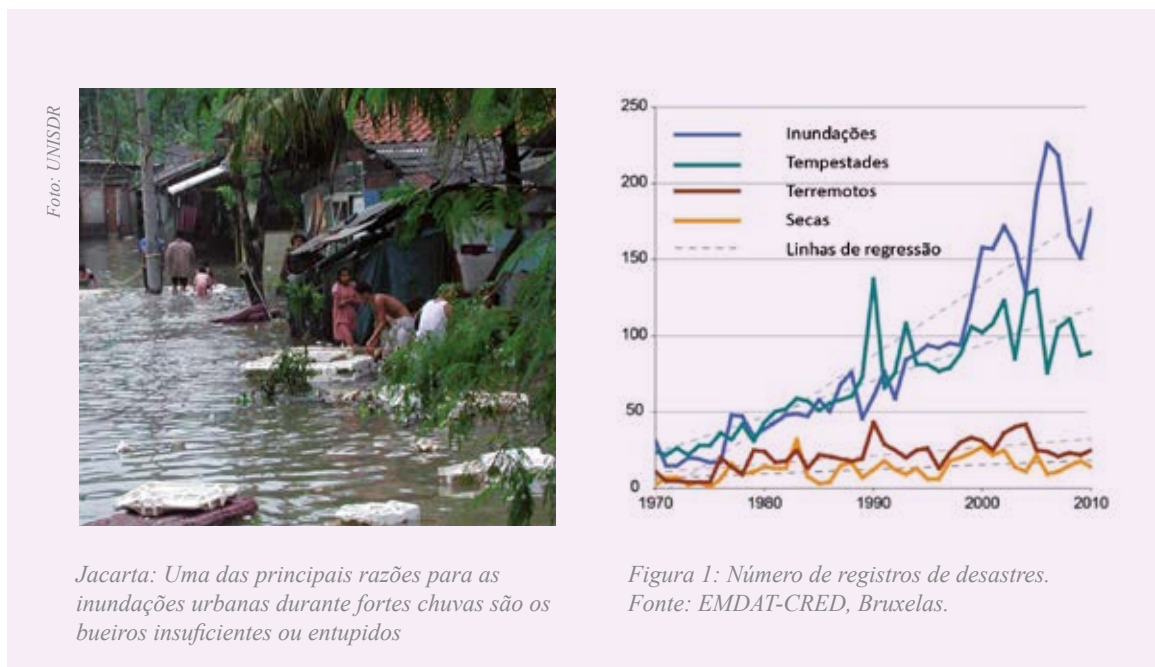 Foto: UNISDR
Jacarta: Uma das principais razões para as
inundações urbanas durante fortes chuvas são os
bueiros insuficientes ou entupidos
250
200
150
100
50
0
1970
1980
1990
2000
2010
Inundações
Tempestades
Terremotos
Secas
Linhas de regressão
Figura 1: Número de registros de desastres.
Fonte: EMDAT-CRED, Bruxelas.